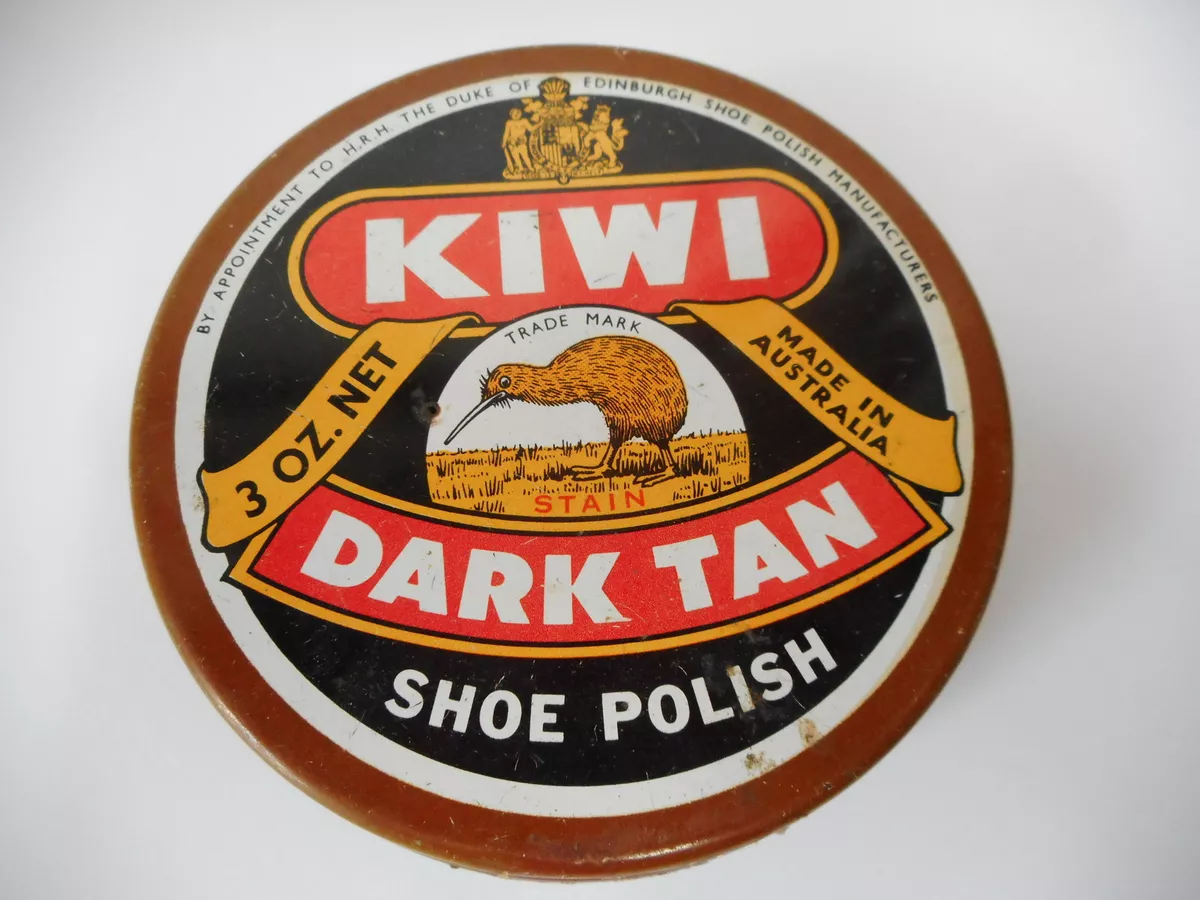 BY APPOINTMENT TO H.R.H. THE DUKE OF EDINBURGH SHOE POLISH MANUFACTURERS
KIWI
TRADE MARK
3 OZ. NET
MADE IN
AUSTRALIA
STAIN
DARK TAN
SHOE POLISH